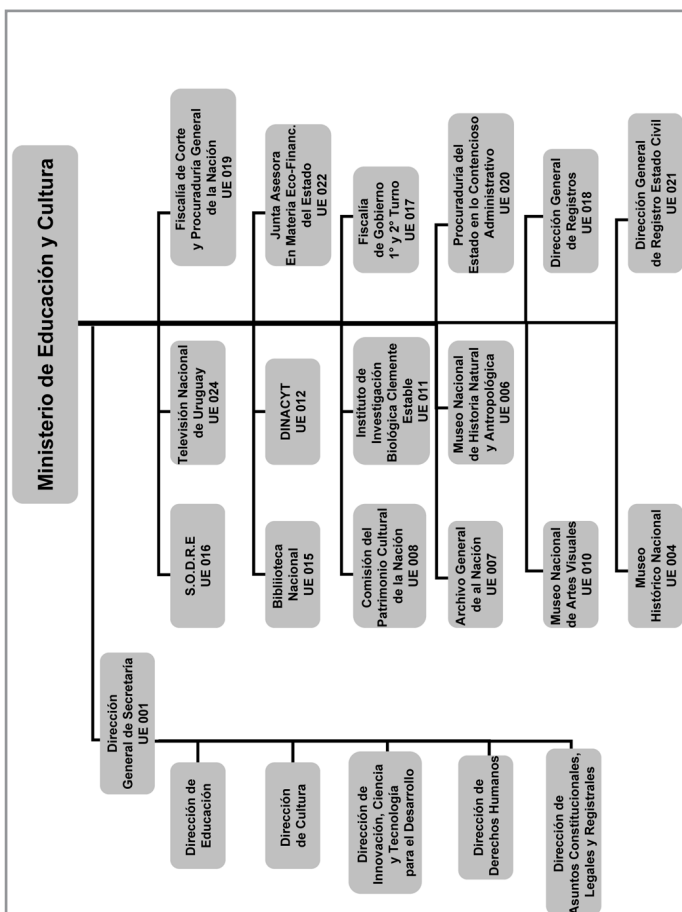 Ministerio de Educación y Cultura
Dirección
General de Secretaría
UE 001
Dirección de
Educación
Dirección
de Cultura
Dirección de
Innovación, Ciencia
y Tecnología
para el Desarrollo
Dirección de
Derechos Humanos
Dirección de
Asuntos Constitucionales,
Legales y Registrales
S.O.D.R.E
UE 016
Televisión Nacional
de Uruguay
UE 024
Fiscalía de Corte
y Procuraduría General
de la Nación
UE 019
Bibliioteca
Nacional
UE 015
DINACYT
UE 012
Junta Asesora
En Materia Eco-Financ.
del Estado
UE 022
Comisión del
Patrimonio Cultural
de la Nación
UE 008
Instituto de
Investigación
Biológica Clemente
Estable
UE 011
Fiscalía
de Gobierno
1° y 2° Turno
UE 017
Archivo General
de al Nación
UE 007
Museo Nacional
de Historia Natural
y Antropológica
UE 006
Procuraduría del
Estado en lo Contencioso
Administrativo
UE 020
Museo Nacional
de Artes Visuales
UE 010
Dirección General
de Registros
UE 018
Museo
Histórico Nacional
UE 004
Dirección General
de Registro Estado Civil
UE 021